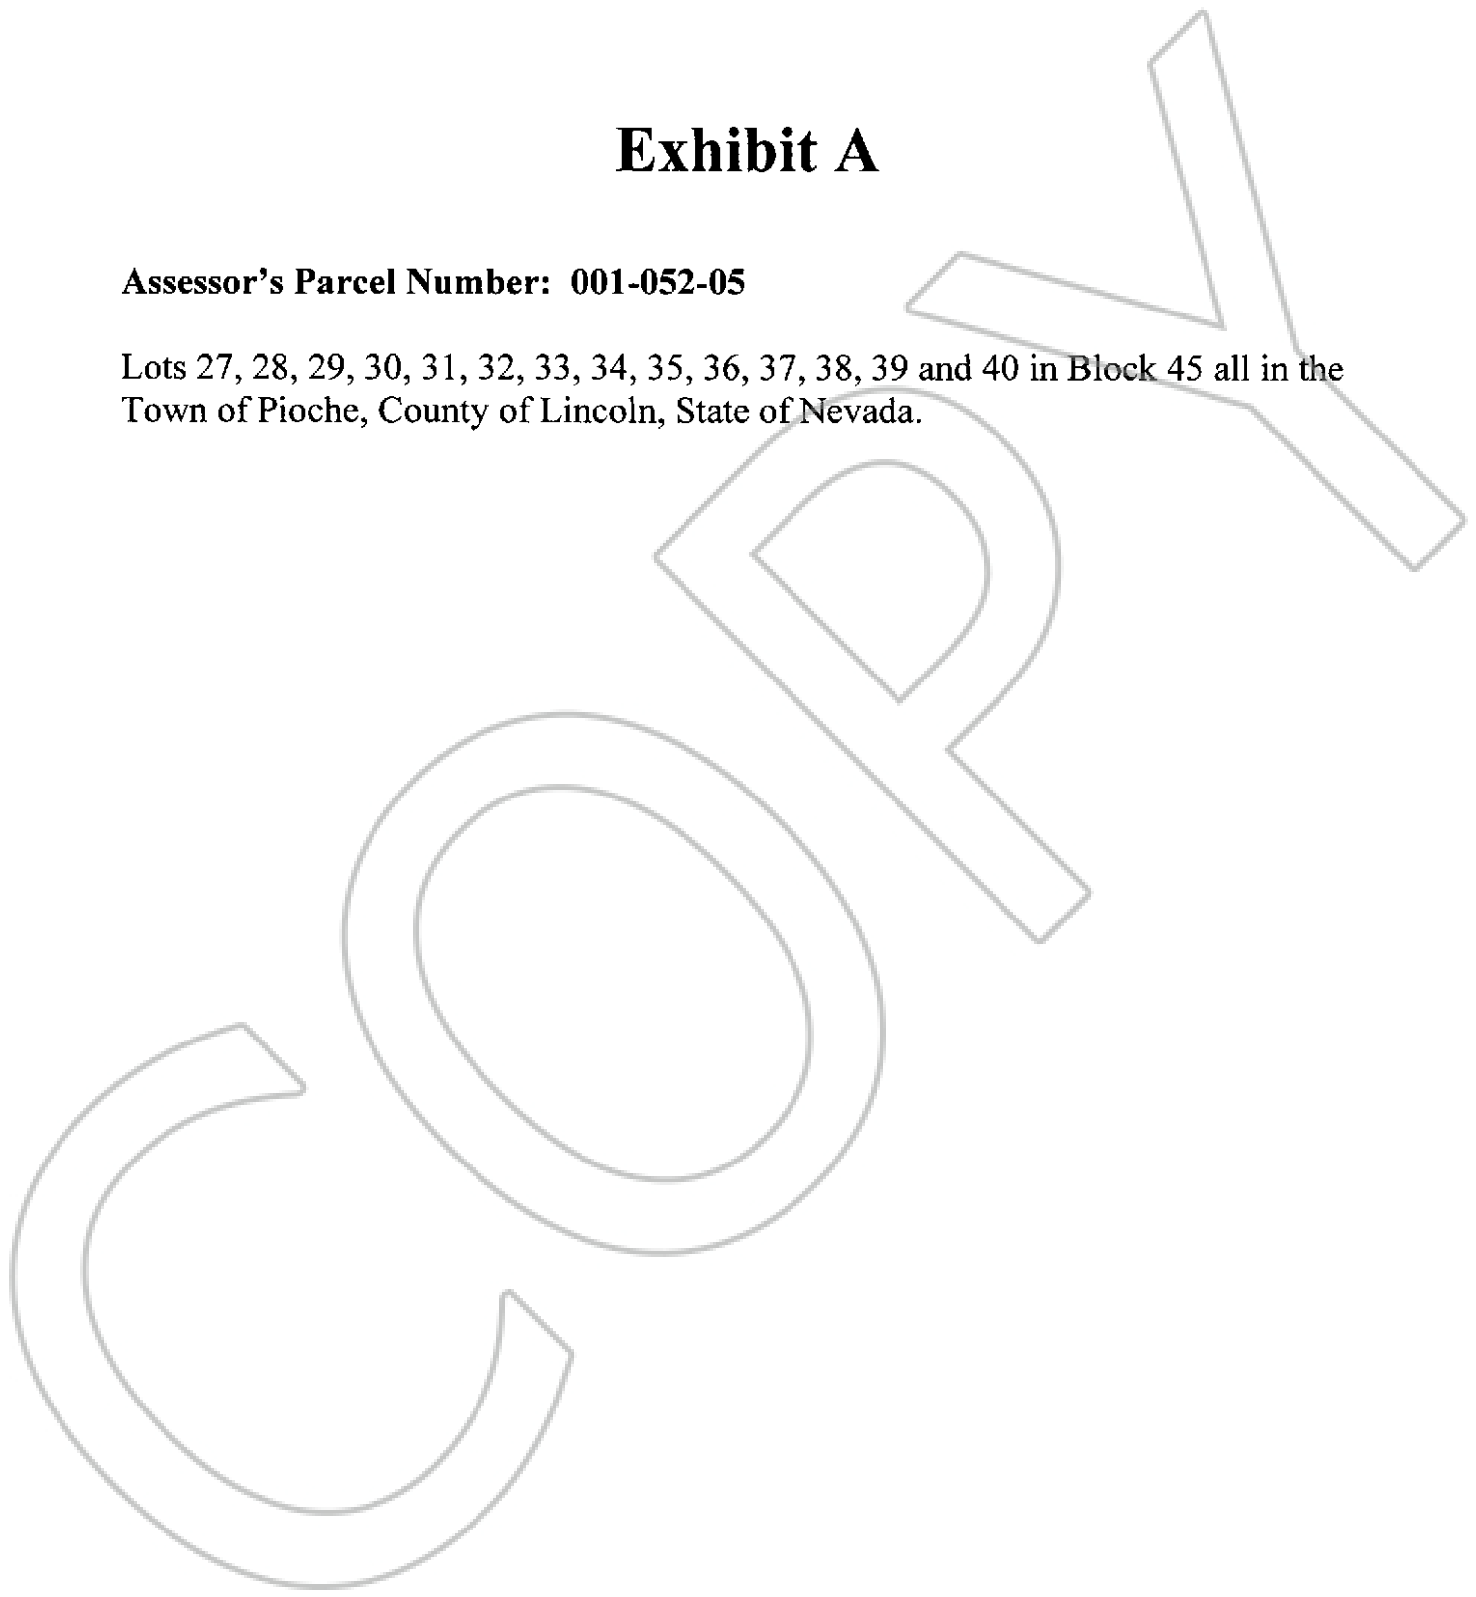 Exhibit A
Assessor’s Parcel Number: 001-052-05
Lots 27, 28, 29, 30, 31, 32, 33, 34, 35, 36, 37, 38, 39 and 40 in Block 45 all in the
Town of Pioche, County of Lincoln, State of Nevada.
COPY